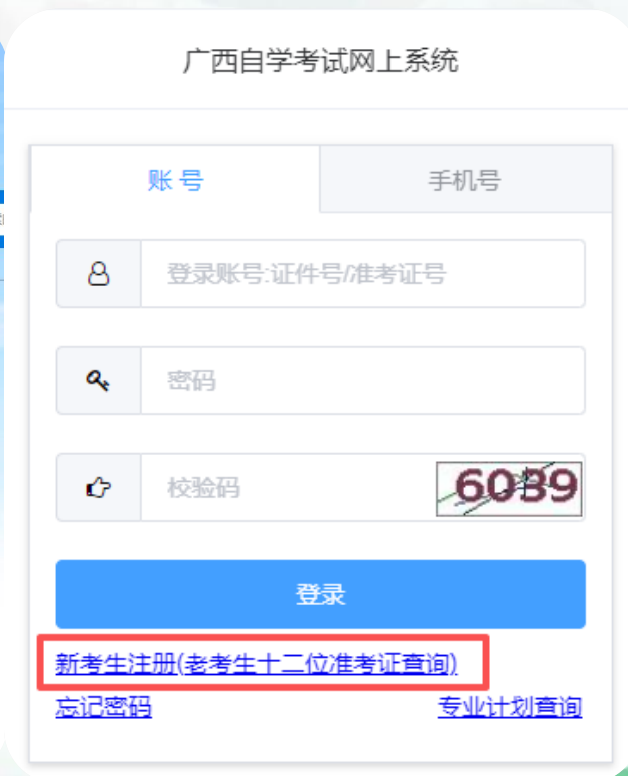 广西自学考试网上系统
账号 手机号
登录账号:证件号/准考证号
密码
校验码 6039
登录
新考生注册(老考生十二位准考证查询)
忘记密码 专业计划查询